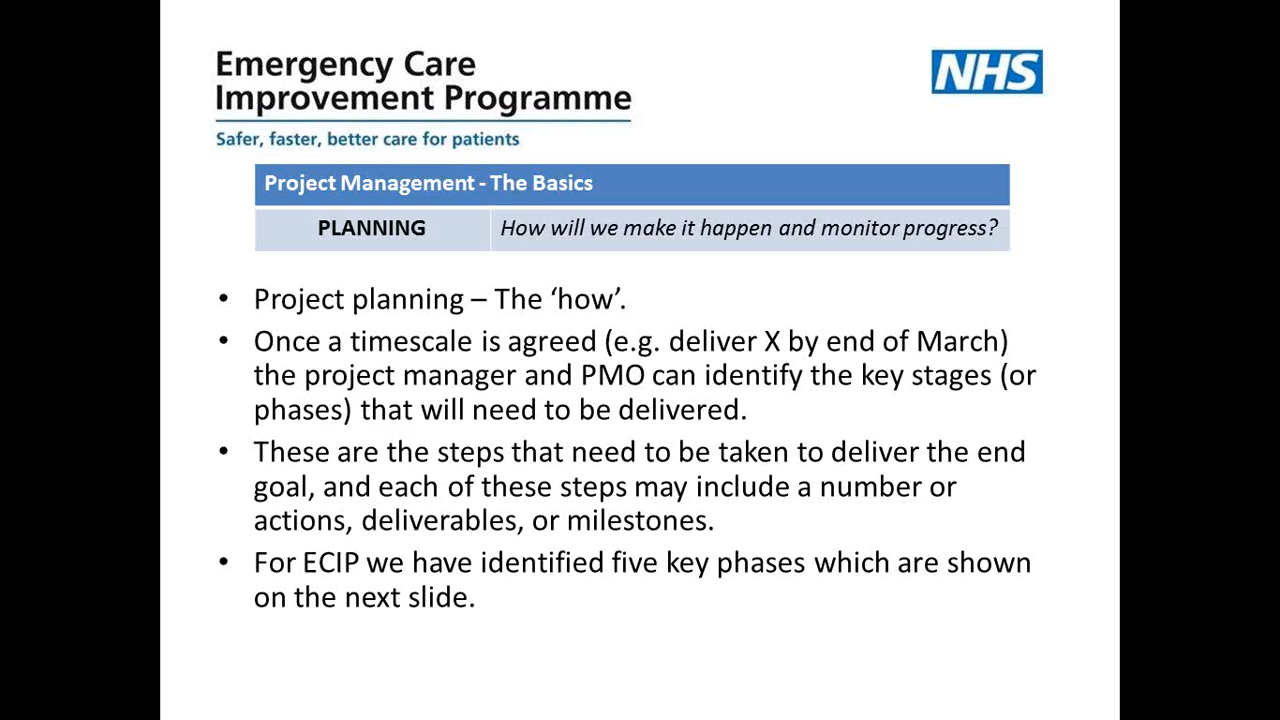 Emergency Care
Improvement Programme
NHS
Safer, faster, better care for patients
Project Management - The Basics
PLANNING How will we make it happen and monitor progress?
• Project planning – The ‘how’.
• Once a timescale is agreed (e.g. deliver X by end of March)
the project manager and PMO can identify the key stages (or
phases) that will need to be delivered.
• These are the steps that need to be taken to deliver the end
goal, and each of these steps may include a number or
actions, deliverables, or milestones.
• For ECIP we have identified five key phases which are shown
on the next slide.